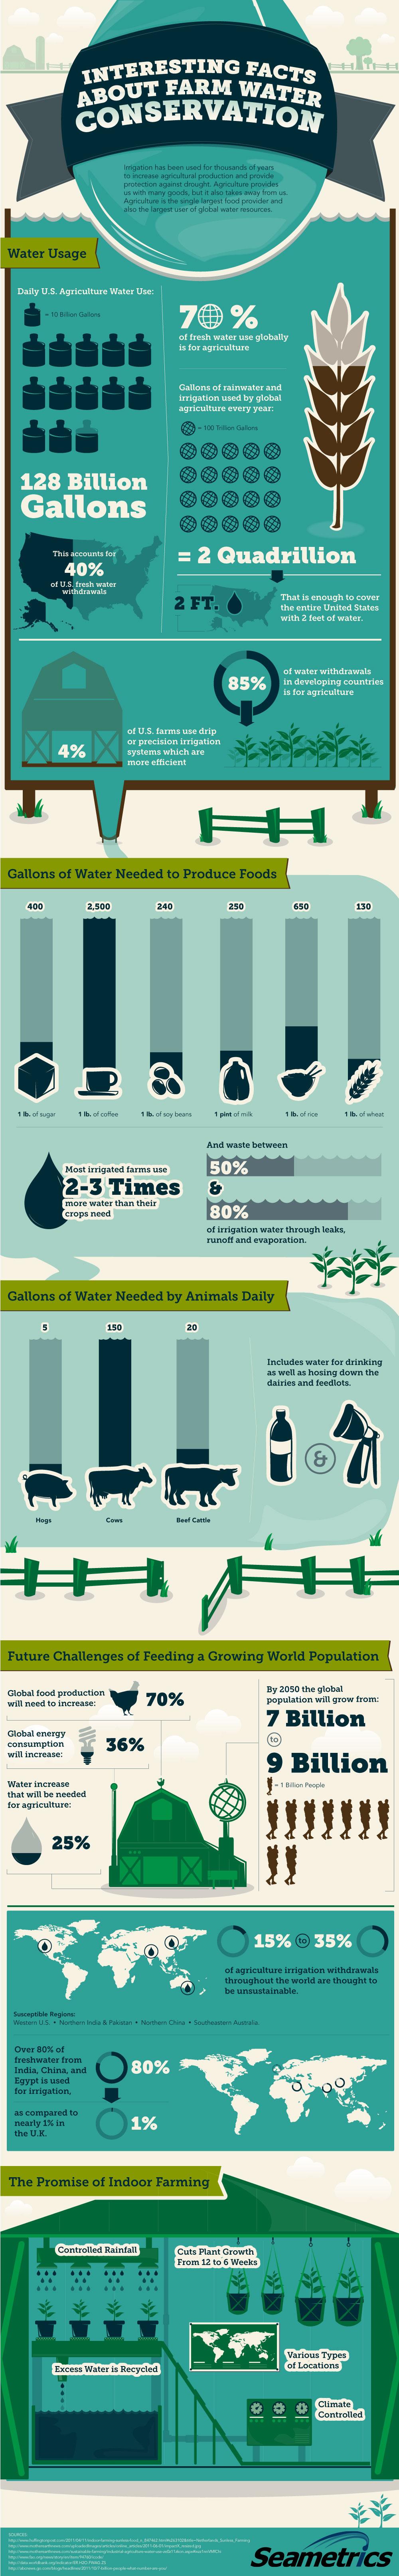 INTERESTING FACTS
ABOUT FARM WATER
CONSERVATION
Irrigation has been used for thousands of years
to increase agricultural production and provide
protection against drought. Agriculture provides
us with many goods, but it also takes away from us.
Agriculture is the single largest food provider and
also the largest user of global water resources.
Water Usage
Daily U.S. Agriculture Water Use:
= 10 Billion Gallons
128 Billion
Gallons
This accounts for
40%
of U.S. fresh water
withdrawals
70 %
of fresh water use globally
is for agriculture
Gallons of rainwater and
irrigation used by global
agriculture every year:
= 100 Trillion Gallons
= 2 Quadrillion
2 FT.
That is enough to cover
the entire United States
with 2 feet of water.
4%
of U.S. farms use drip
or precision irrigation
systems which are
more efficient
85%
of water withdrawals
in developing countries
is for agriculture
Gallons of Water Needed to Produce Foods
400
2,500
240
250
650
130
1 lb. of sugar
1 lb. of coffee
1 lb. of soy beans
1 pint of milk
1 lb. of rice
1 lb. of wheat
Most irrigated farms use
2-3 Times
more water than their
crops need
And waste between
50%
&
80%
of irrigation water through leaks,
runoff and evaporation.
Gallons of Water Needed by Animals Daily
5
150
20
Hogs
Cows
Beef Cattle
Includes water for drinking
as well as hosing down the
dairies and feedlots.
&
Future Challenges of Feeding a Growing World Population
Global food production
will need to increase:
70%
Global energy
consumption
will increase:
36%
Water increase
that will be needed
for agriculture:
25%
By 2050 the global
population will grow from:
7 Billion
to
9 Billion
= 1 Billion People
Susceptible Regions:
Western U.S. • Northern India & Pakistan • Northern China • Southeastern Australia.
15% to 35%
of agriculture irrigation withdrawals
throughout the world are thought to
be unsustainable.
Over 80% of
freshwater from
India, China, and
Egypt is used
for irrigation,
80%
as compared to
nearly 1% in
the U.K.
1%
The Promise of Indoor Farming
Controlled Rainfall
Cuts Plant Growth
From 12 to 6 Weeks
Excess Water is Recycled
Various Types
of Locations
Climate
Controlled
SOURCES:
Seametrics